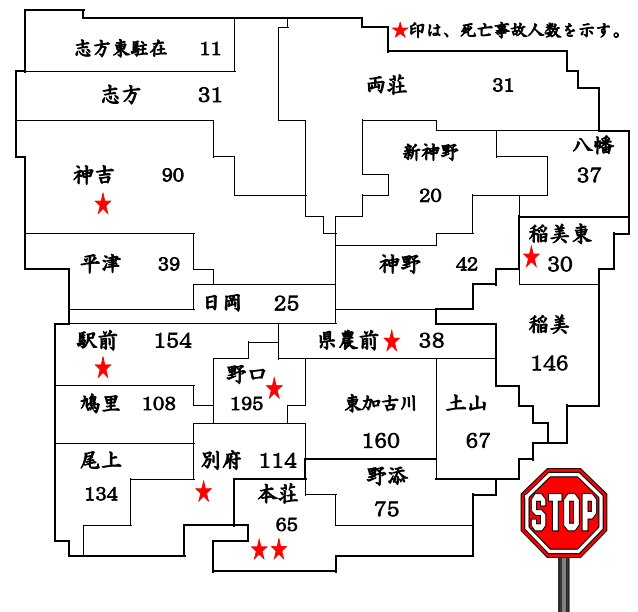 ★印は、死亡事故人数を示す。
志方東駐在 11
志方 31
両荘 31
新神野
20
八幡
37
神吉 90
★
稲美東
★ 30
平津 39
神野 42
日岡 25
稲美
146
駅前 154
★
県農前★ 38
野口
★
195
鳩里 108
東加古川
160
土山
67
尾上
134
別府 114
★
野添
75
本荘
65
★★
STOP